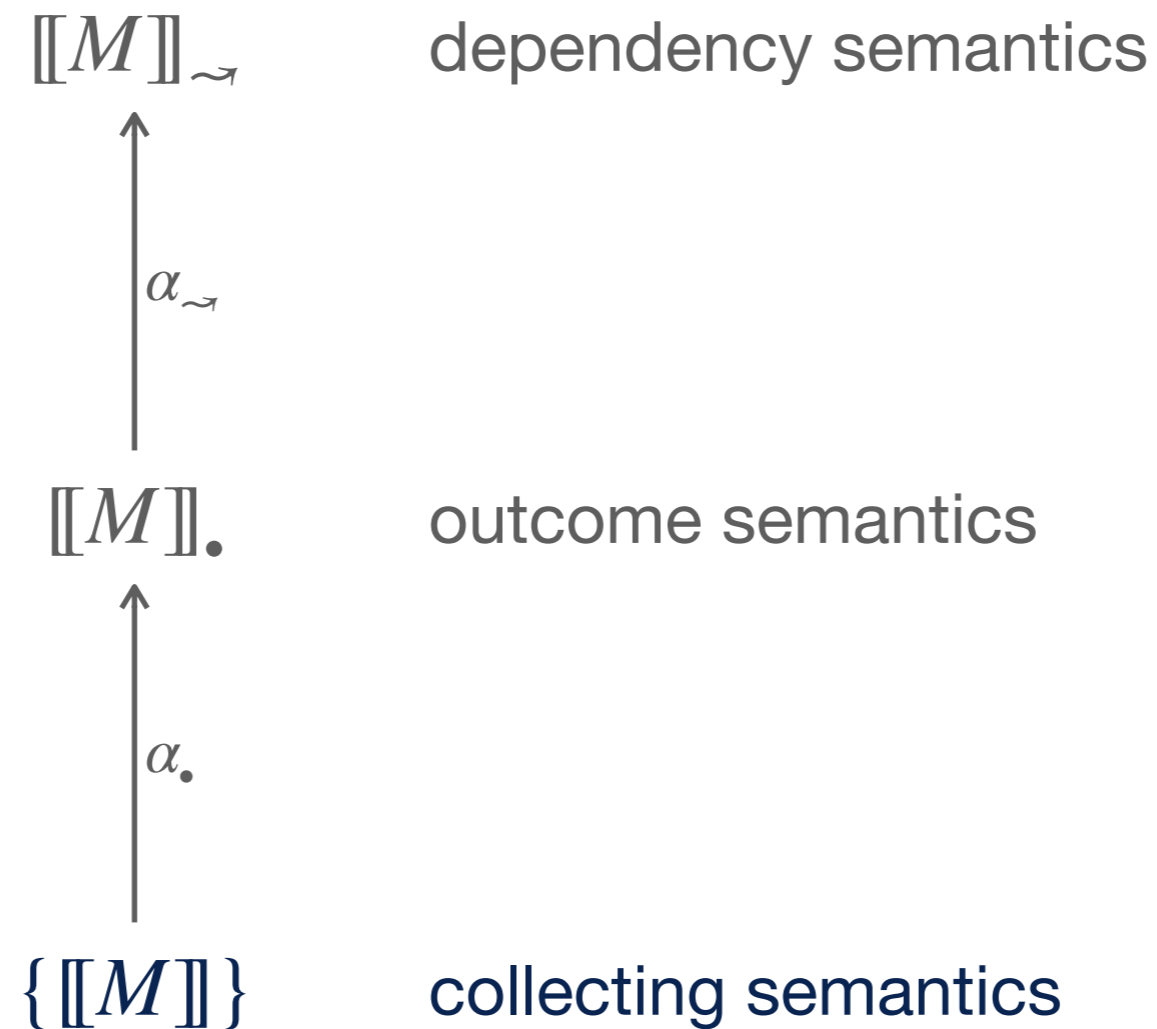 ⟦M⟧⇝ dependency semantics
α⇝
⟦M⟧• outcome semantics
α•
{⟦M⟧} collecting semantics